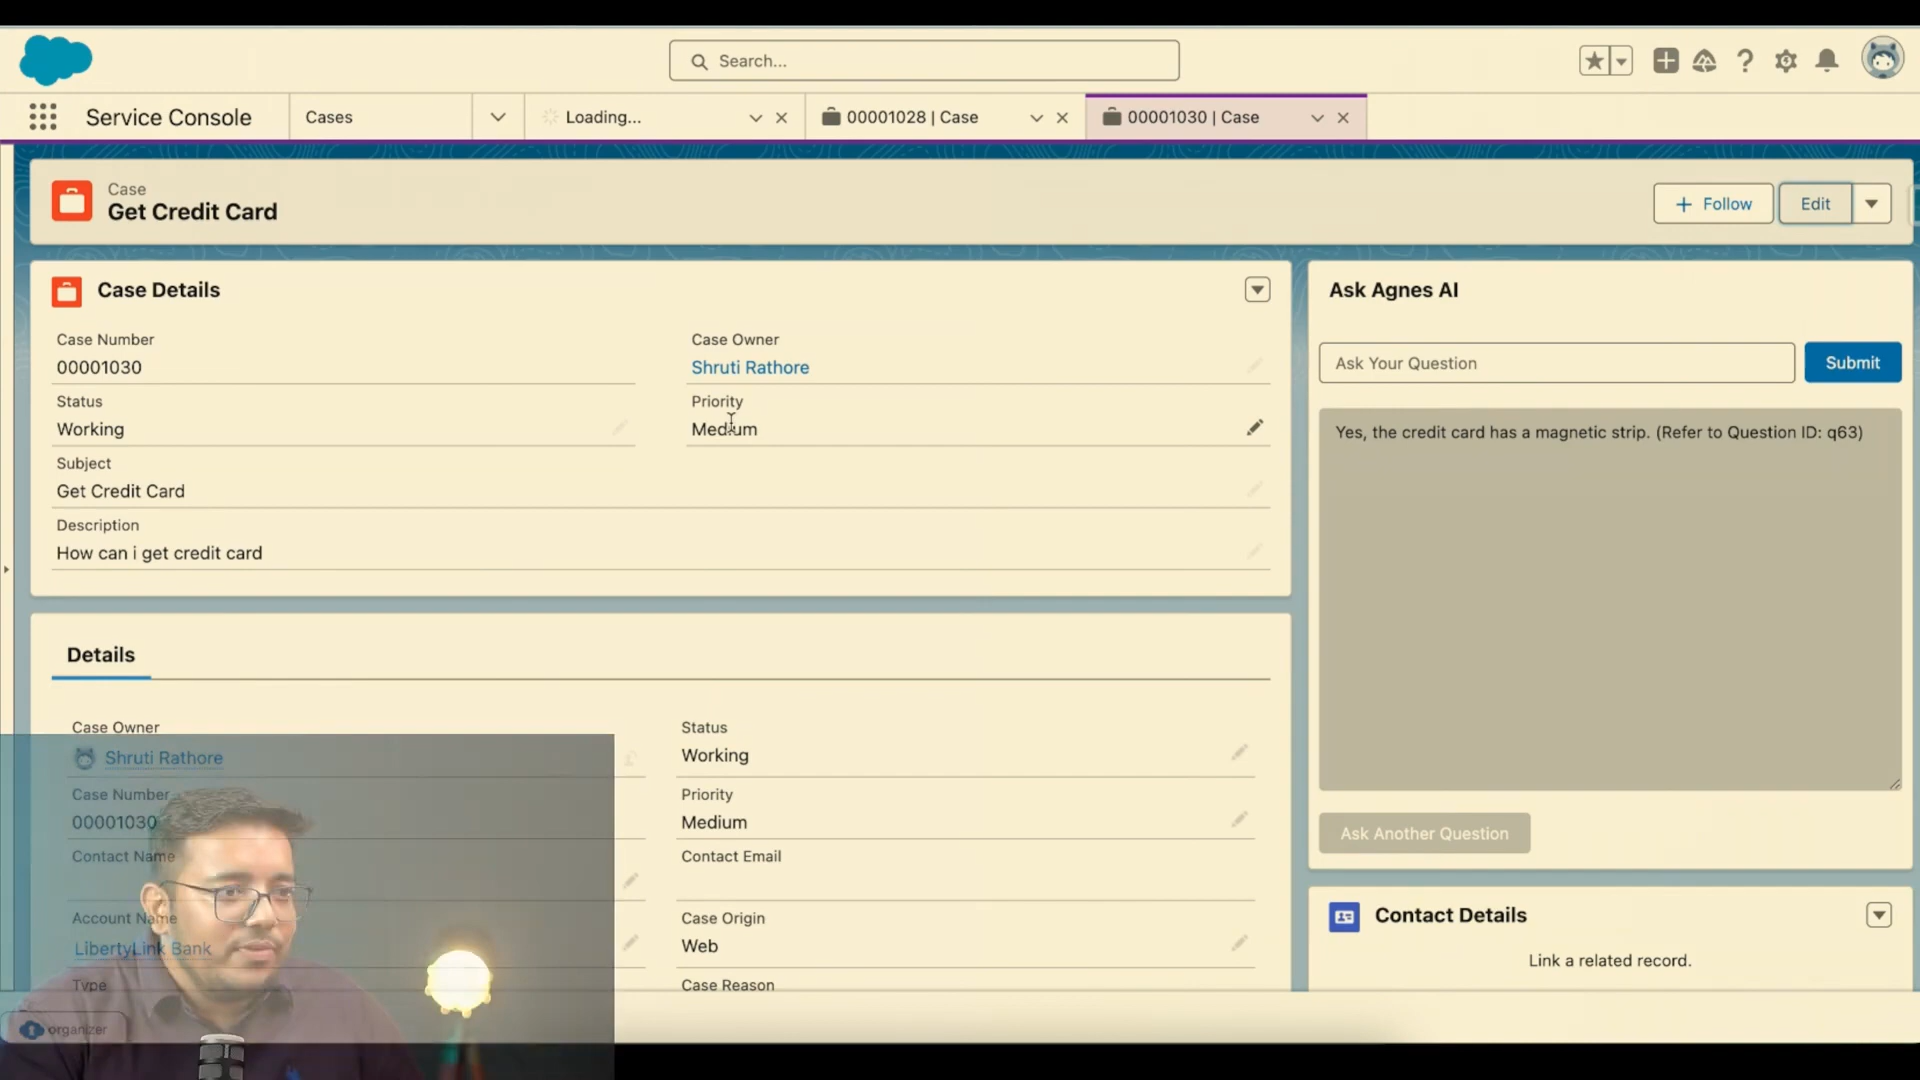 Search...
Service Console
Cases
Loading...
00001028 | Case
00001030 | Case
Case
Get Credit Card
Follow
Edit
Case Details
Case Number
00001030
Case Owner
Shruti Rathore
Status
Working
Priority
Medium
Subject
Get Credit Card
Description
How can i get credit card
Ask Agnes AI
Ask Your Question
Submit
Yes, the credit card has a magnetic strip. (Refer to Question ID: q63)
Ask Another Question
Details
Case Owner
Shruti Rathore
Status
Working
Case Number
00001030
Priority
Medium
Contact Name
Contact Email
Account Name
LibertyLink Bank
Case Origin
Web
Type
Case Reason
Contact Details
Link a related record.
organizer